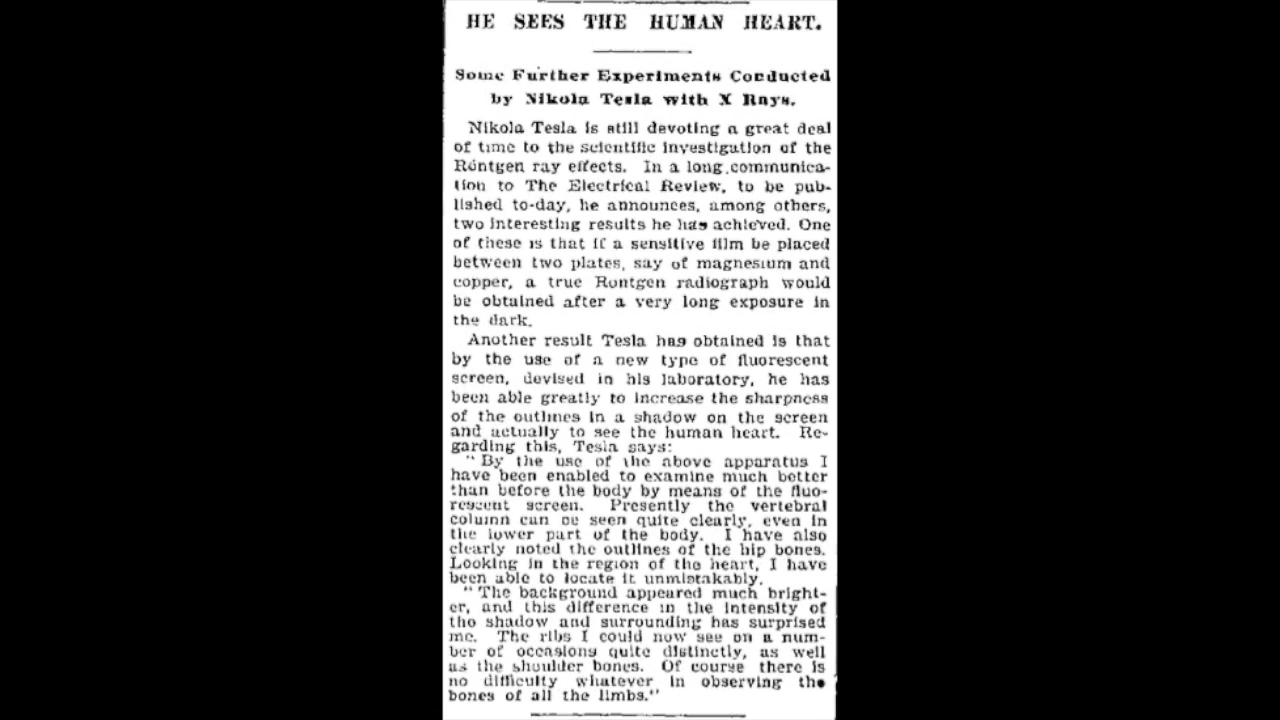 HE SEES THE HUMAN HEART.
Some Further Experiments Conducted
by Nikola Tesla with X Rays.
Nikola Tesla is still devoting a great deal
of time to the scientific investigation of the
Röntgen ray effects. In a long communica-
tion to The Electrical Review, to be pub-
lished to-day, he announces, among others,
two interesting results he has achieved. One
of these is that if a sensitive film be placed
between two plates, say of magnesium and
copper, a true Rontgen radiograph would
be obtained after a very long exposure in
the dark.
Another result Tesla has obtained is that
by the use of a new type of fluorescent
screen, devised in his laboratory, he has
been able greatly to increase the sharpness
of the outlines in a shadow on the screen
and actually to see the human heart. Re-
garding this, Tesla says:
"By the use of the above apparatus I
have been enabled to examine much better
than before the body by means of the fluo-
rescent screen. Presently the vertebral
column can be seen quite clearly, even in
the lower part of the body. I have also
clearly noted the outlines of the hip bones.
Looking in the region of the heart, I have
been able to locate it unmistakably.
"The background appeared much bright-
er, and this difference in the intensity of
the shadow and surrounding has surprised
me. The ribs I could now see on a num-
ber of occasions quite distinctly, as well
as the shoulder bones. Of course there is
no difficulty whatever in observing the
bones of all the limbs."